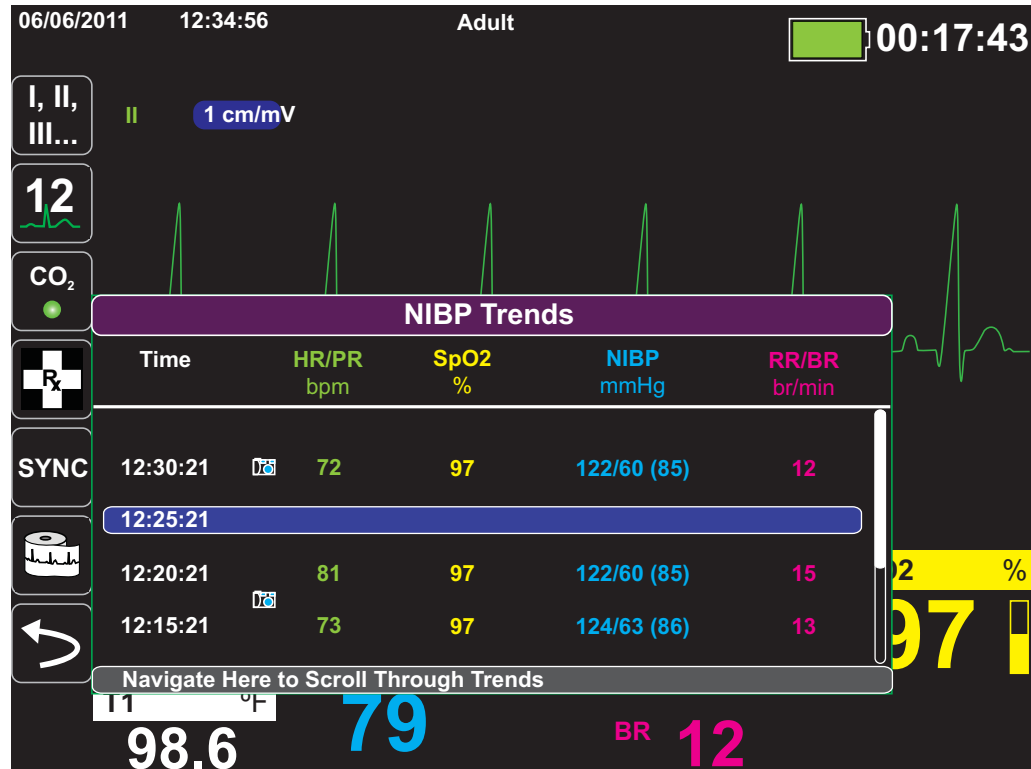 06/06/2011 12:34:56 Adult 00:17:43
I, II,
III...
II 1 cm/mV
12
CO₂
NIBP Trends
Time HR/PR SpO2 NIBP RR/BR
bpm % mmHg br/min
Rx
SYNC
12:30:21 72 97 122/60 (85) 12
12:25:21
12:20:21 81 97 122/60 (85) 15
12:15:21 73 97 124/63 (86) 13
O2 %
97
Navigate Here to Scroll Through Trends
T1 °F
98.6
79
BR 12